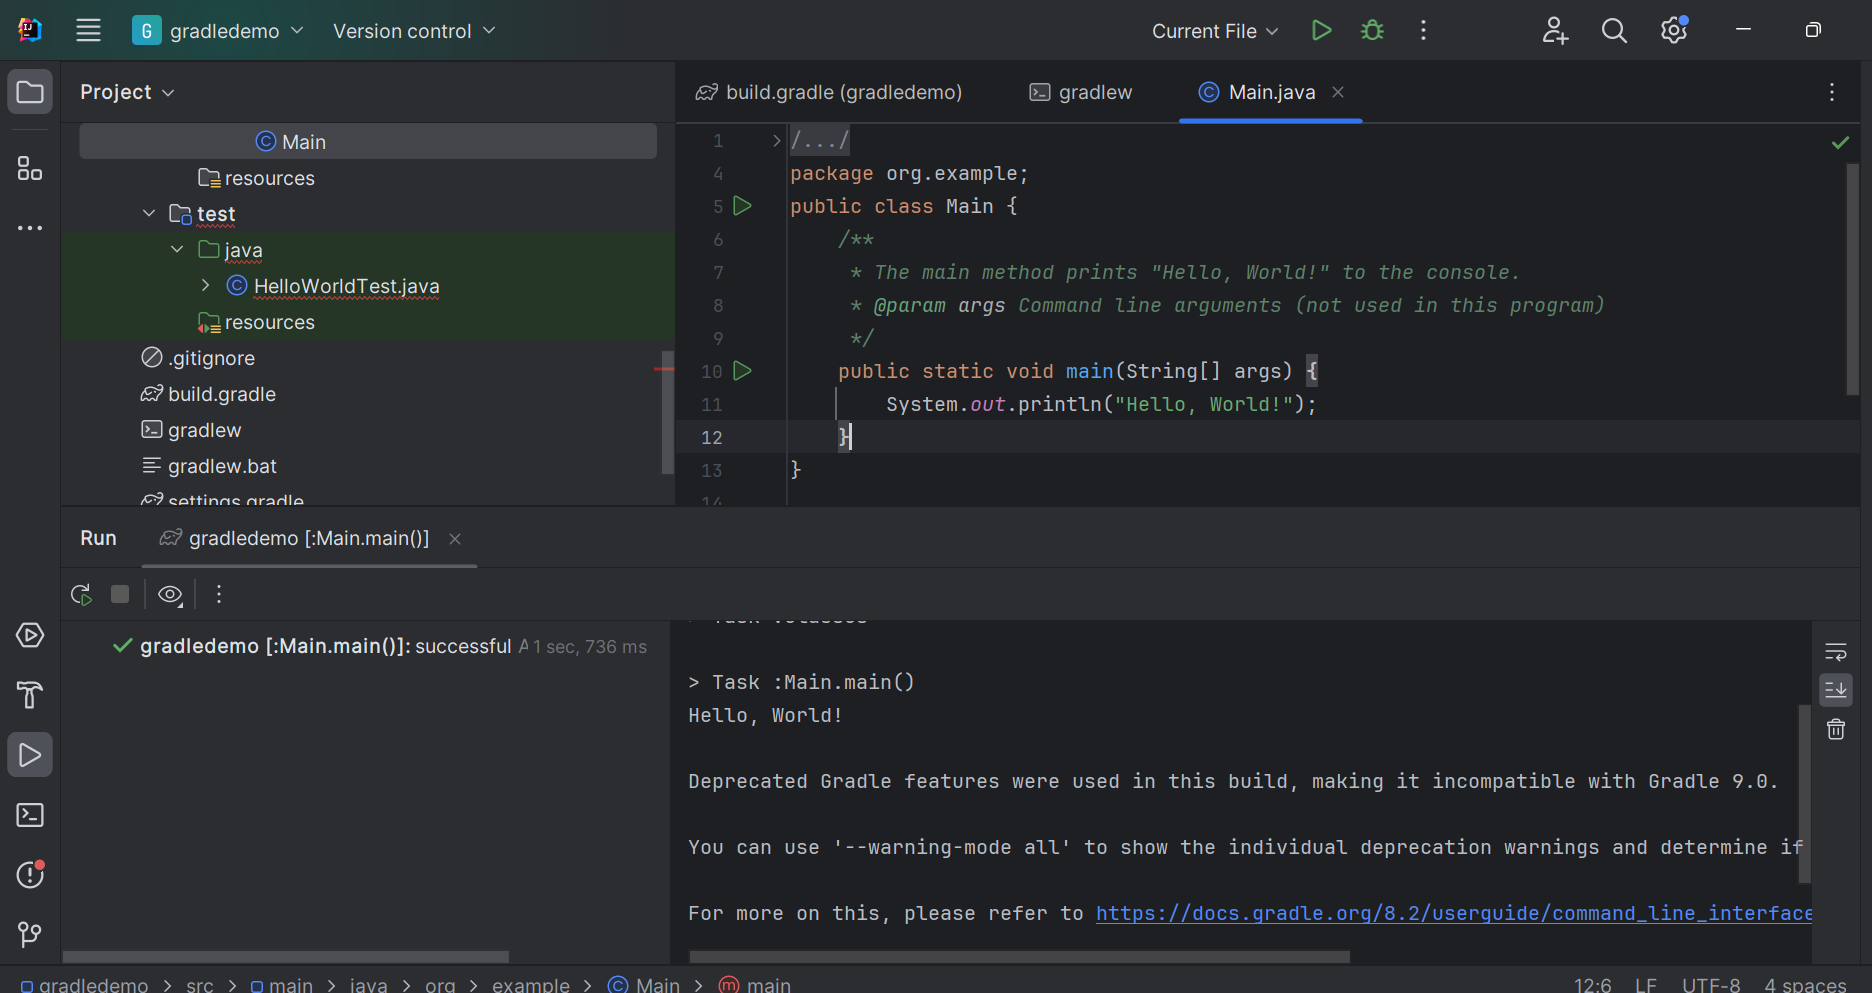 G gradledemo Version control Current File
Project
Main
resources
test
java
HelloWorldTest.java
resources
.gitignore
build.gradle
gradlew
gradlew.bat
settings.gradle
build.gradle (gradledemo) gradlew Main.java
1 /.../
4 package org.example;
5 public class Main {
6 /**
7 * The main method prints "Hello, World!" to the console.
8 * @param args Command line arguments (not used in this program)
9 */
10 public static void main(String[] args) {
11 System.out.println("Hello, World!");
12 }
13 }
14
Run gradledemo [:Main.main()]
gradledemo [:Main.main()]: successful A 1 sec, 736 ms
> Task :classes
> Task :Main.main()
Hello, World!
Deprecated Gradle features were used in this build, making it incompatible with Gradle 9.0.
You can use '--warning-mode all' to show the individual deprecation warnings and determine if
For more on this, please refer to https://docs.gradle.org/8.2/userguide/command_line_interface
gradledemo > src > main > java > org > example > Main > main 12:6 LF UTF-8 4 spaces